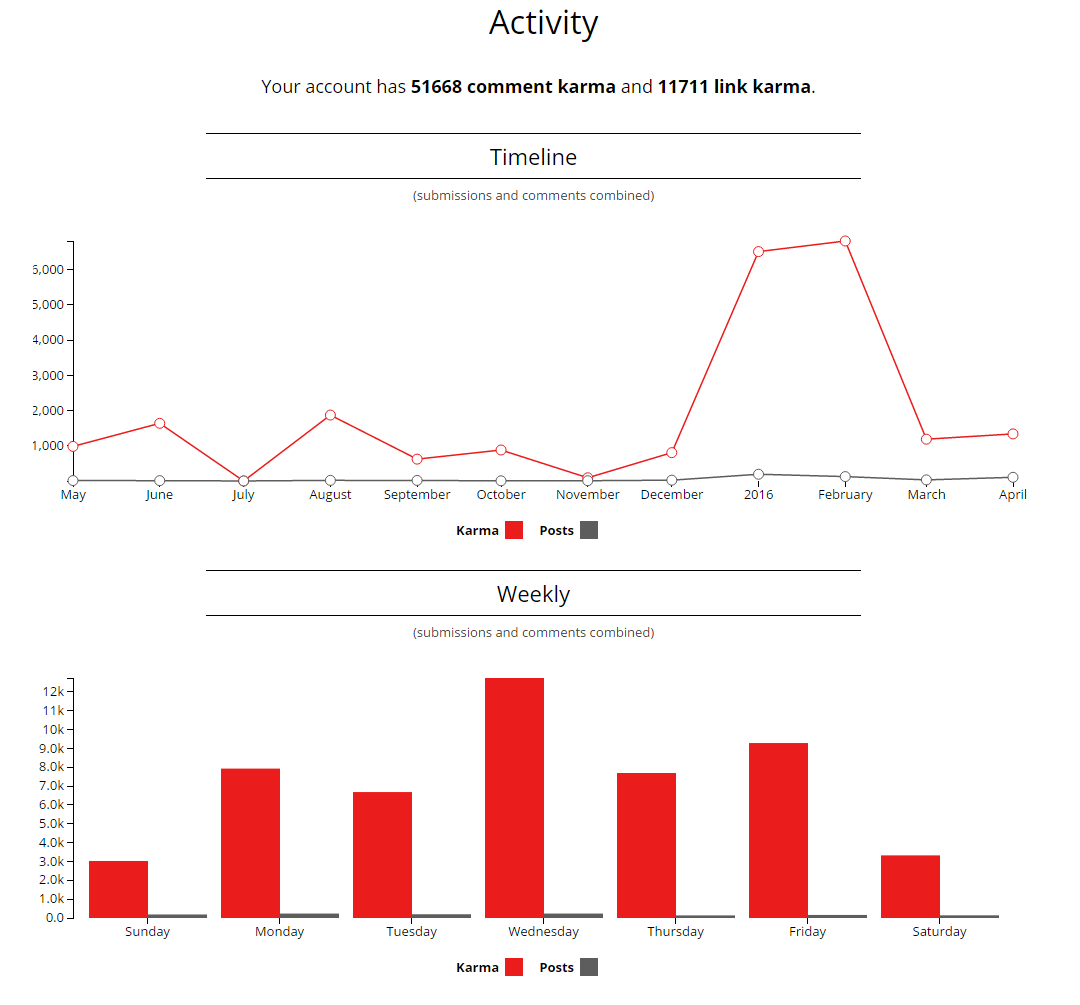 Activity
Your account has 51668 comment karma and 11711 link karma.
Timeline
(submissions and comments combined)
6,000
5,000
4,000
3,000
2,000
1,000
May June July August September October November December 2016 February March April
Karma Posts
Weekly
(submissions and comments combined)
12k
11k
10k
9.0k
8.0k
7.0k
6.0k
5.0k
4.0k
3.0k
2.0k
1.0k
0.0
Sunday Monday Tuesday Wednesday Thursday Friday Saturday
Karma Posts